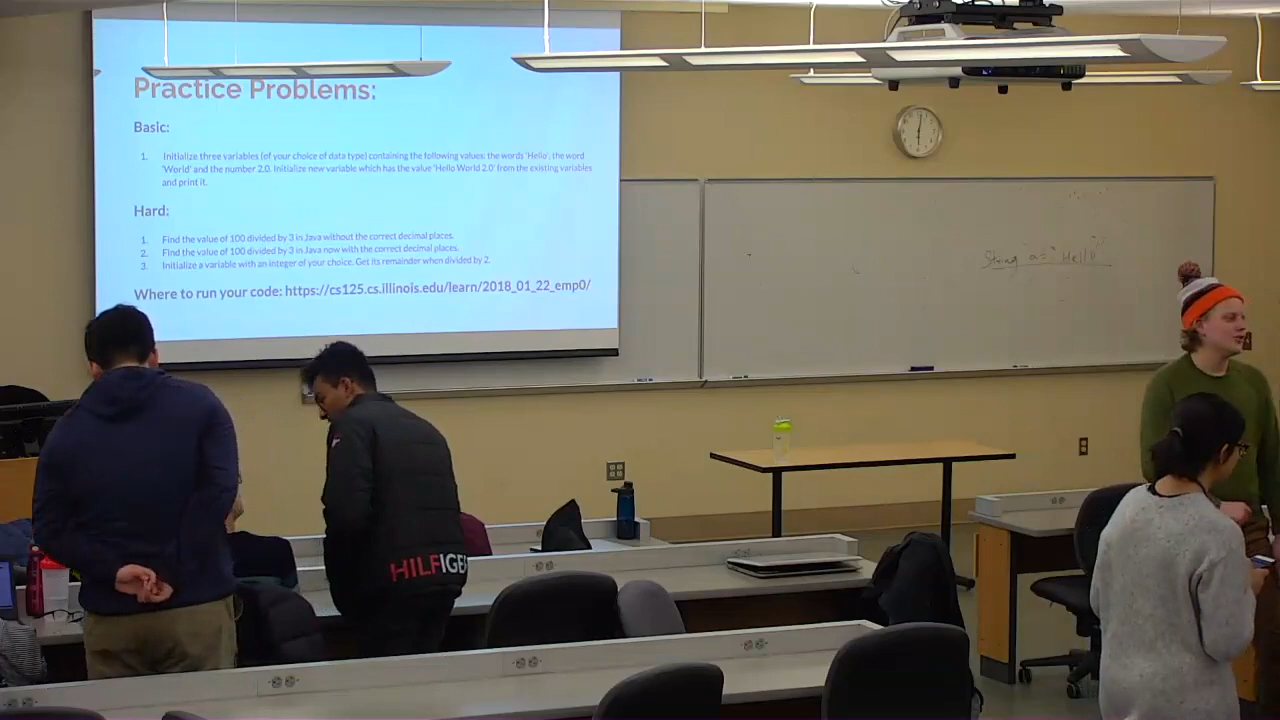 Practice Problems:
Basic:
1. Initialize three variables (of your choice of data type) containing the following values: the words 'Hello', the word
'World' and the number 2.0. Initialize new variable which has the value 'Hello World 2.0' from the existing variables
and print it.
Hard:
1. Find the value of 100 divided by 3 in Java without the correct decimal places.
2. Find the value of 100 divided by 3 in Java now with the correct decimal places.
3. Initialize a variable with an integer of your choice. Get its remainder when divided by 2.
Where to run your code: https://cs125.cs.illinois.edu/learn/2018_01_22_emp0/
String a = "Hello"
HILFIGE